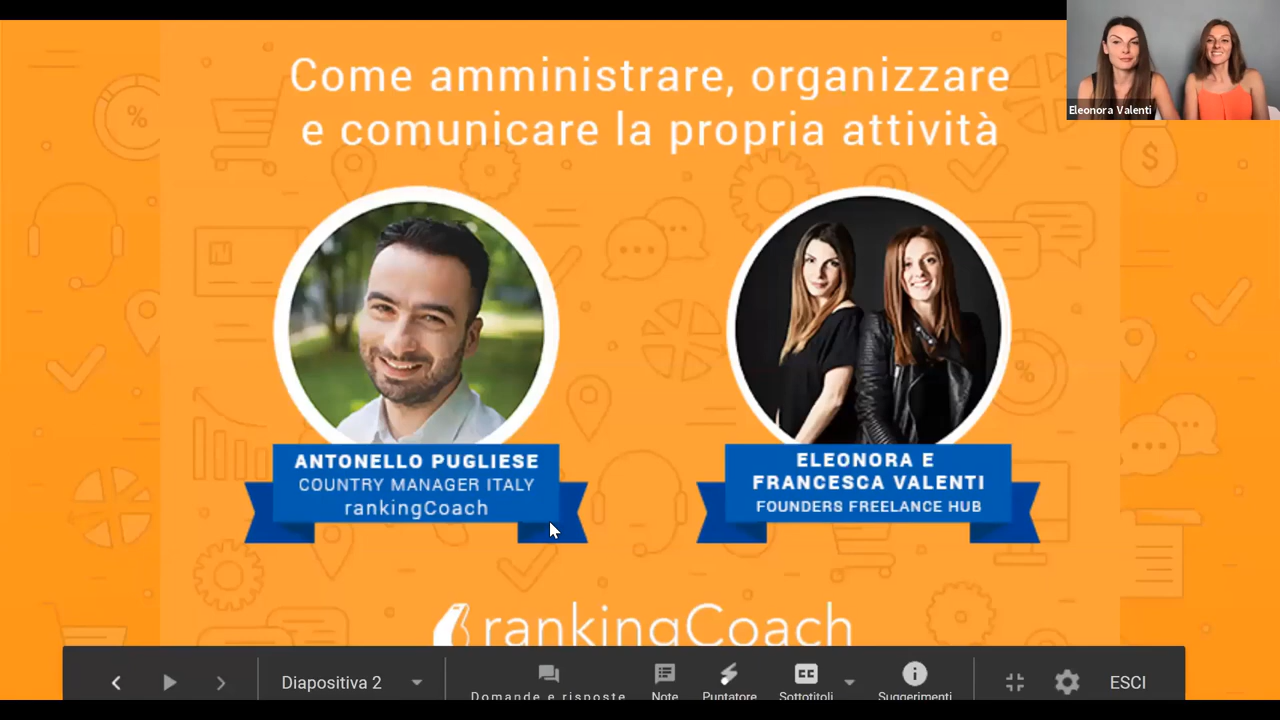 Come amministrare, organizzare
e comunicare la propria attività
Eleonora Valenti
ANTONELLO PUGLIESE
COUNTRY MANAGER ITALY
rankingCoach
ELEONORA E
FRANCESCA VALENTI
FOUNDERS FREELANCE HUB
rankingCoach
Diapositiva 2
Domande e risposte
Note
Puntatore
Sottotitoli
Suggerimenti
ESCI